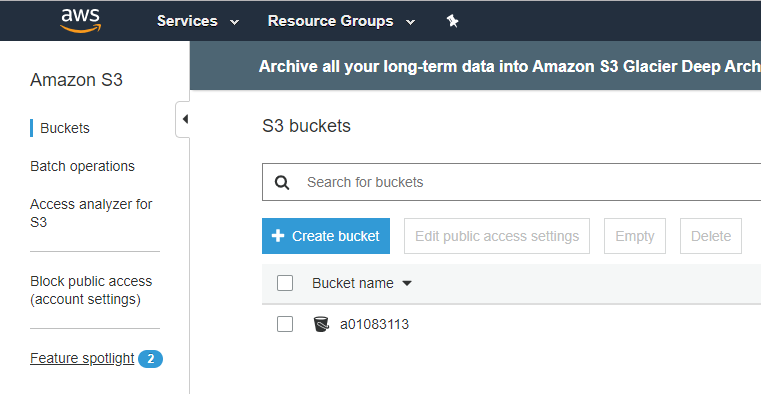 aws
Services
Resource Groups
Amazon S3
Buckets
Batch operations
Access analyzer for
S3
Block public access
(account settings)
Feature spotlight 2
Archive all your long-term data into Amazon S3 Glacier Deep Arch
S3 buckets
Search for buckets
Create bucket
Edit public access settings
Empty
Delete
Bucket name
a01083113